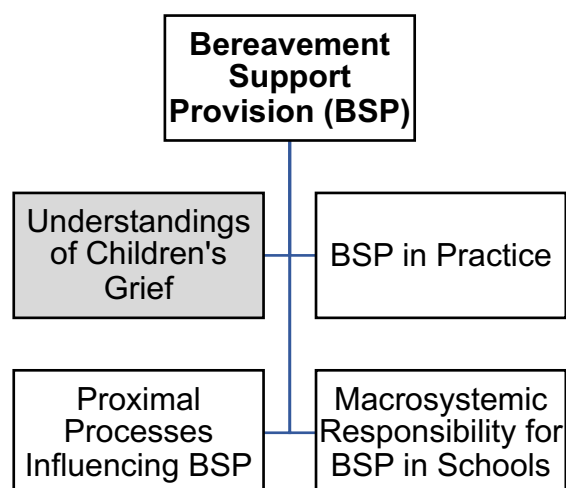 Bereavement
Support
Provision (BSP)
Understandings
of Children's
Grief
BSP in Practice
Proximal
Processes
Influencing BSP
Macrosystemic
Responsibility for
BSP in Schools